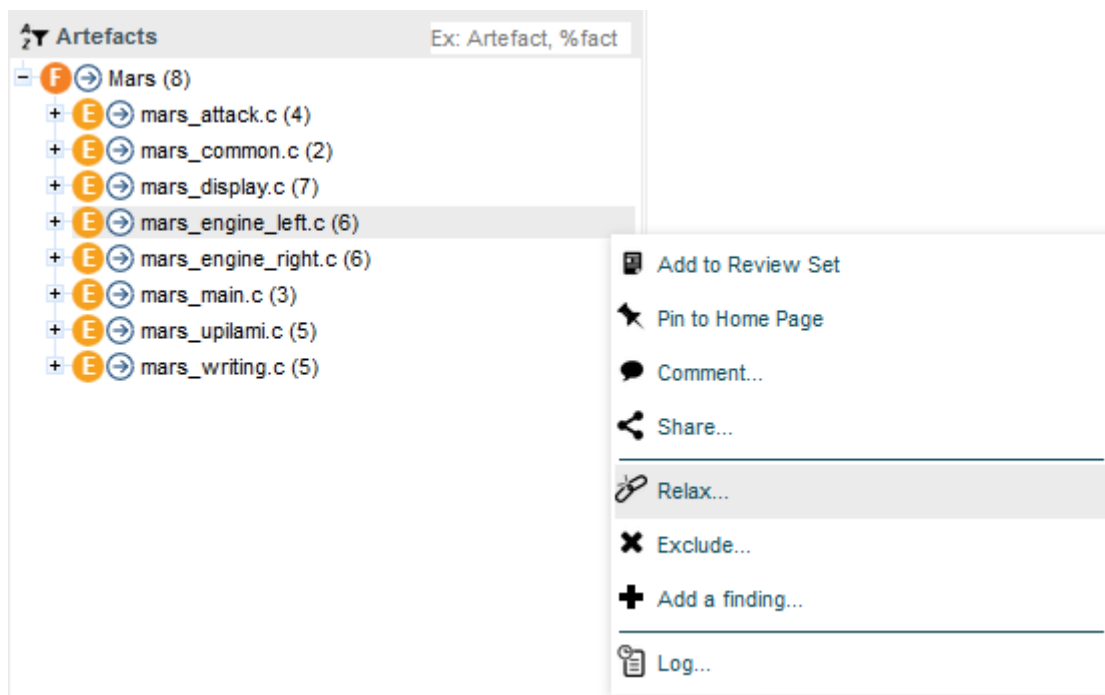 Artefacts Ex: Artefact, %fact
F Mars (8)
E mars_attack.c (4)
E mars_common.c (2)
E mars_display.c (7)
E mars_engine_left.c (6)
E mars_engine_right.c (6)
E mars_main.c (3)
E mars_upilami.c (5)
E mars_writing.c (5)
Add to Review Set
Pin to Home Page
Comment...
Share...
Relax...
Exclude...
Add a finding...
Log...